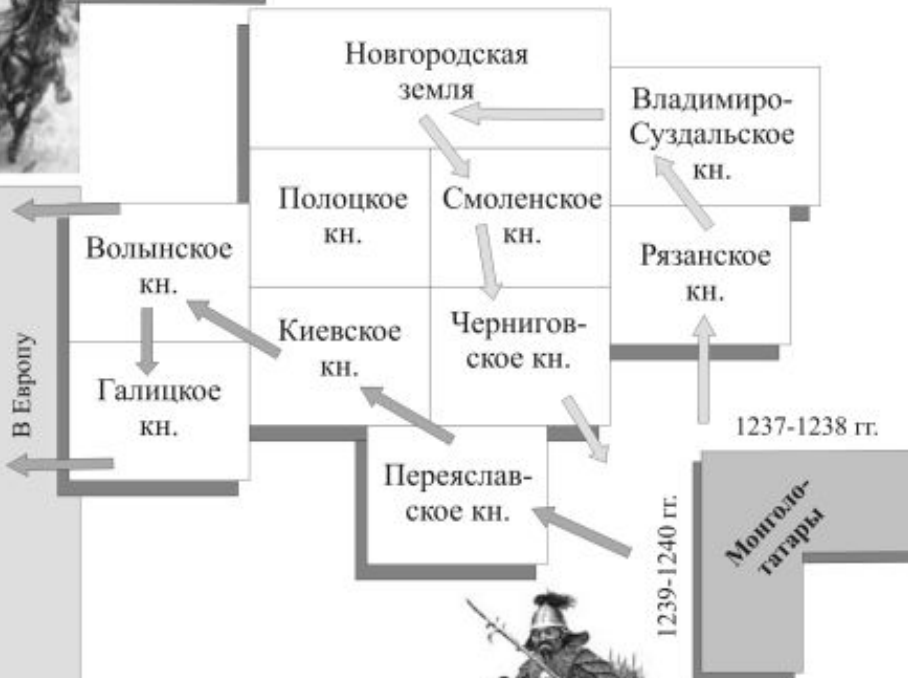 Новгородская
земля
Владимиро-
Суздальское
кн.
Полоцкое
кн.
Смоленское
кн.
Волынское
кн.
Рязанское
кн.
Киевское
кн.
Чернигов-
ское кн.
Галицкое
кн.
В Европу
1237-1238 гг.
Переяслав-
ское кн.
1239-1240 гг.
Монголо-
татары